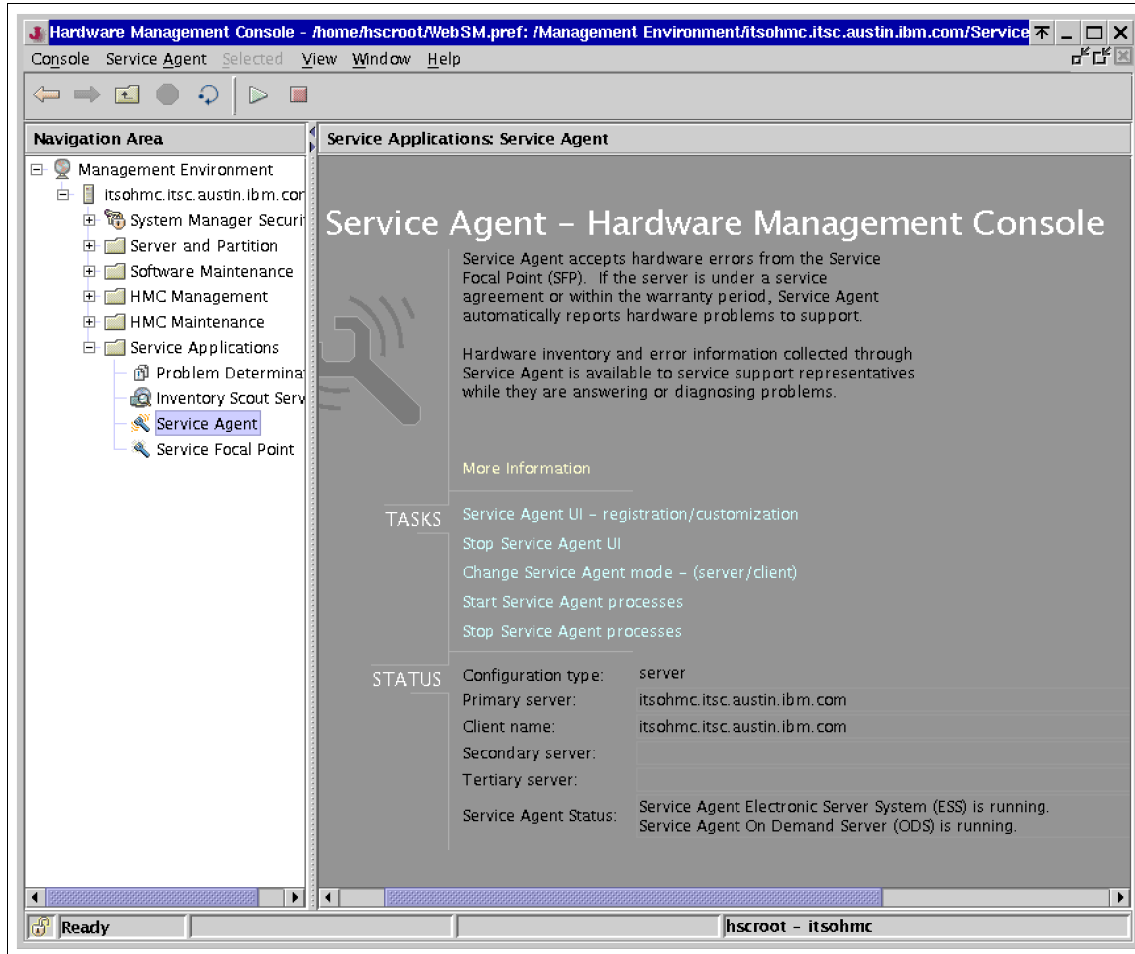 Hardware Management Console - /home/hscroot/WebSM.pref: /Management Environment/itsohmc.itsc.austin.ibm.com/Service
Console Service Agent Selected View Window Help
Navigation Area
Service Applications: Service Agent
Management Environment
itsohmc.itsc.austin.ibm.cor
System Manager Securi
Server and Partition
Software Maintenance
HMC Management
HMC Maintenance
Service Applications
Problem Determina
Inventory Scout Serv
Service Agent
Service Focal Point
Service Agent - Hardware Management Console
Service Agent accepts hardware errors from the Service
Focal Point (SFP). If the server is under a service
agreement or within the warranty period, Service Agent
automatically reports hardware problems to support.
Hardware inventory and error information collected through
Service Agent is available to service support representatives
while they are answering or diagnosing problems.
More Information
TASKS
Service Agent UI - registration/customization
Stop Service Agent UI
Change Service Agent mode - (server/client)
Start Service Agent processes
Stop Service Agent processes
STATUS
Configuration type: server
Primary server: itsohmc.itsc.austin.ibm.com
Client name: itsohmc.itsc.austin.ibm.com
Secondary server:
Tertiary server:
Service Agent Status: Service Agent Electronic Server System (ESS) is running.
Service Agent On Demand Server (ODS) is running.
Ready
hscroot - itsohmc